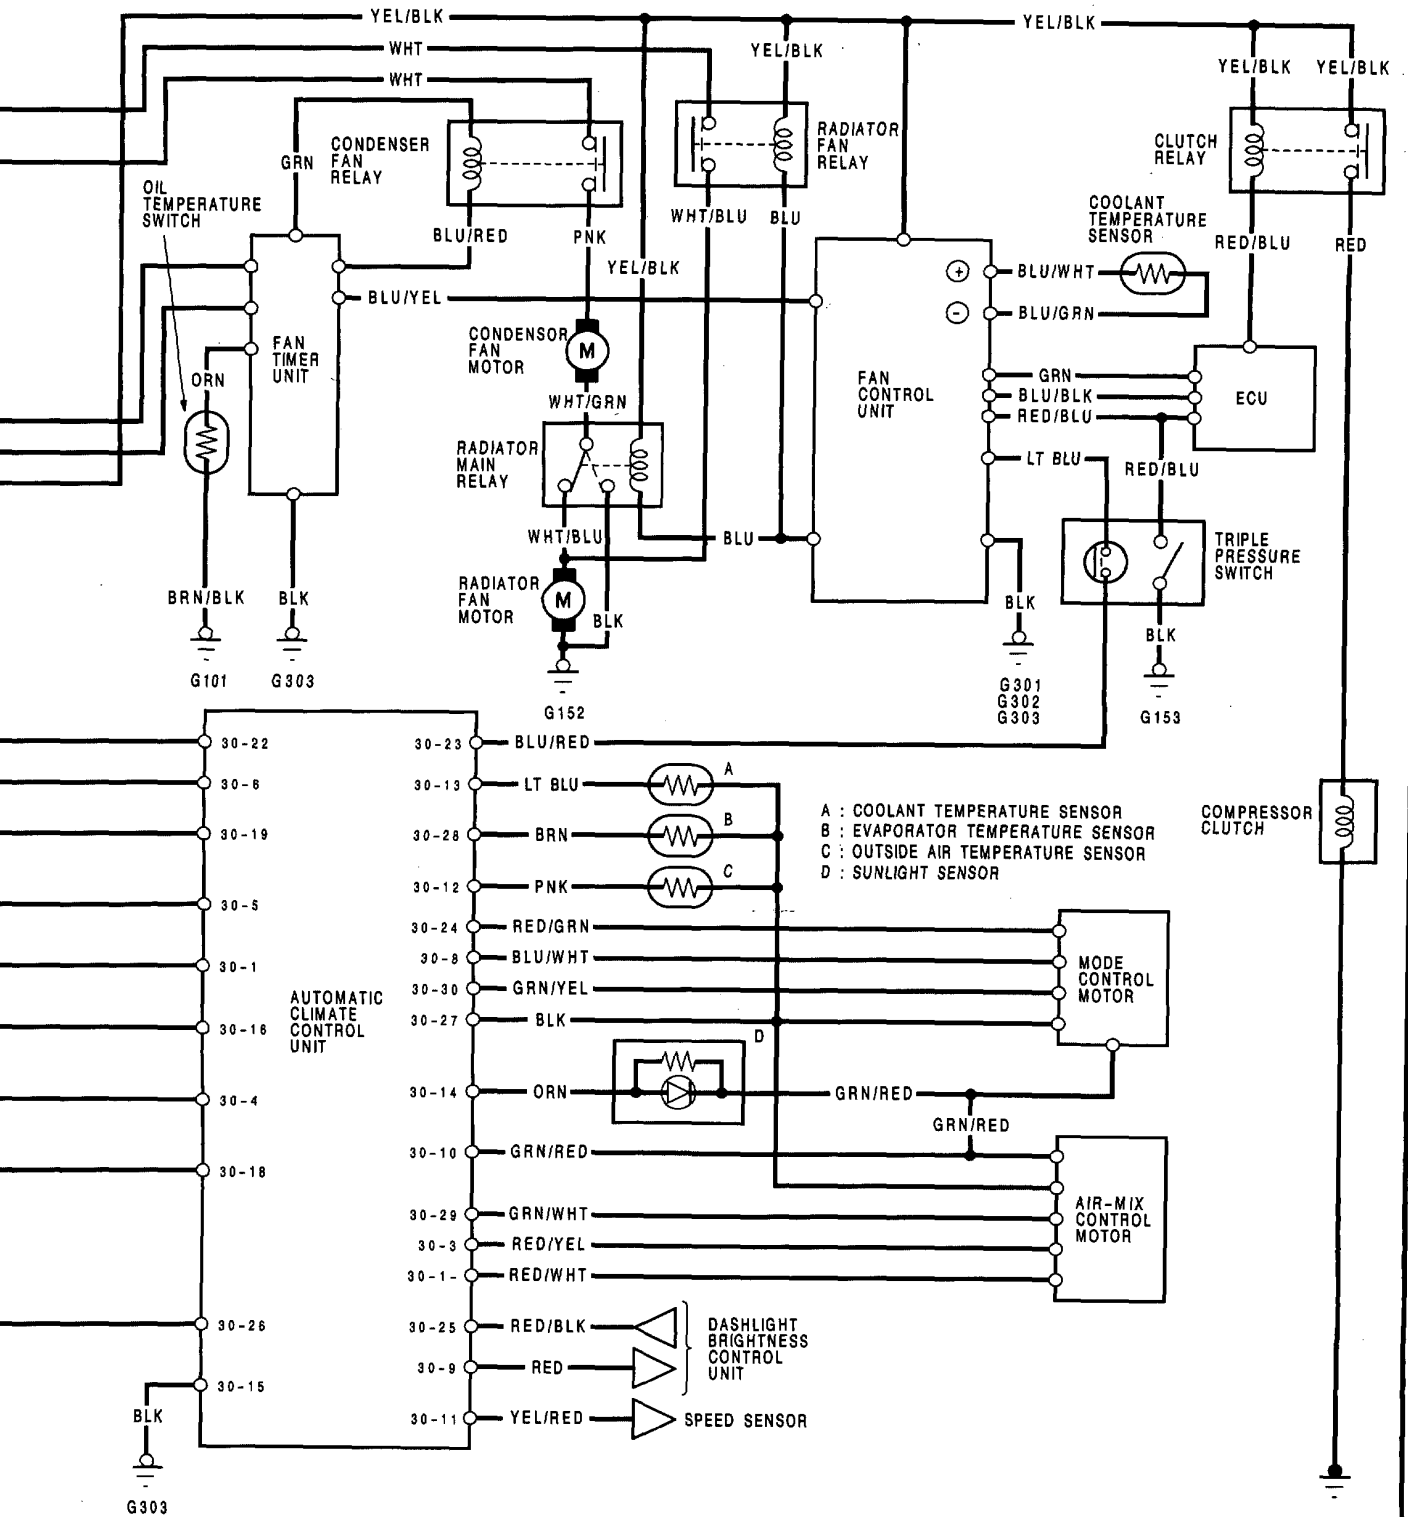 YEL/BLK
YEL/BLK
WHT
YEL/BLK
WHT
YEL/BLK
YEL/BLK
CONDENSER
FAN
RELAY
RADIATOR
FAN
RELAY
CLUTCH
RELAY
GRN
OIL
TEMPERATURE
SWITCH
BLU/RED
PNK
WHT/BLU
BLU
COOLANT
TEMPERATURE
SENSOR
RED/BLU
RED
YEL/BLK
BLU/YEL
+
BLU/WHT
-
BLU/GRN
FAN
TIMER
UNIT
ORN
CONDENSOR
FAN
MOTOR
M
WHT/GRN
FAN
CONTROL
UNIT
GRN
BLU/BLK
RED/BLU
ECU
LT BLU
RED/BLU
RADIATOR
MAIN
RELAY
WHT/BLU
BLU
TRIPLE
PRESSURE
SWITCH
RADIATOR
FAN
MOTOR
M
BLK
BRN/BLK
BLK
BLK
BLK
G101
G303
G152
G301
G302
G303
G153
30-22
30-6
30-19
30-5
30-1
30-16
30-4
30-18
30-26
30-15
BLK
G303
AUTOMATIC
CLIMATE
CONTROL
UNIT
30-23 BLU/RED
30-13 LT BLU A
30-28 BRN B
30-12 PNK C
30-24 RED/GRN
30-8 BLU/WHT
30-30 GRN/YEL
30-27 BLK
D
30-14 ORN GRN/RED
GRN/RED
30-10 GRN/RED
30-29 GRN/WHT
30-3 RED/YEL
30-1- RED/WHT
30-25 RED/BLK
30-9 RED
30-11 YEL/RED SPEED SENSOR
DASHLIGHT
BRIGHTNESS
CONTROL
UNIT
A : COOLANT TEMPERATURE SENSOR
B : EVAPORATOR TEMPERATURE SENSOR
C : OUTSIDE AIR TEMPERATURE SENSOR
D : SUNLIGHT SENSOR
COMPRESSOR
CLUTCH
MODE
CONTROL
MOTOR
AIR-MIX
CONTROL
MOTOR